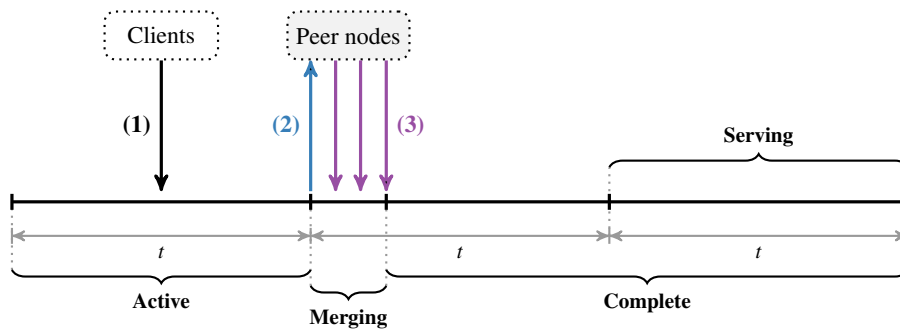 Clients
Peer nodes
(1)
(2)
(3)
Serving
t
t
t
Active
Merging
Complete